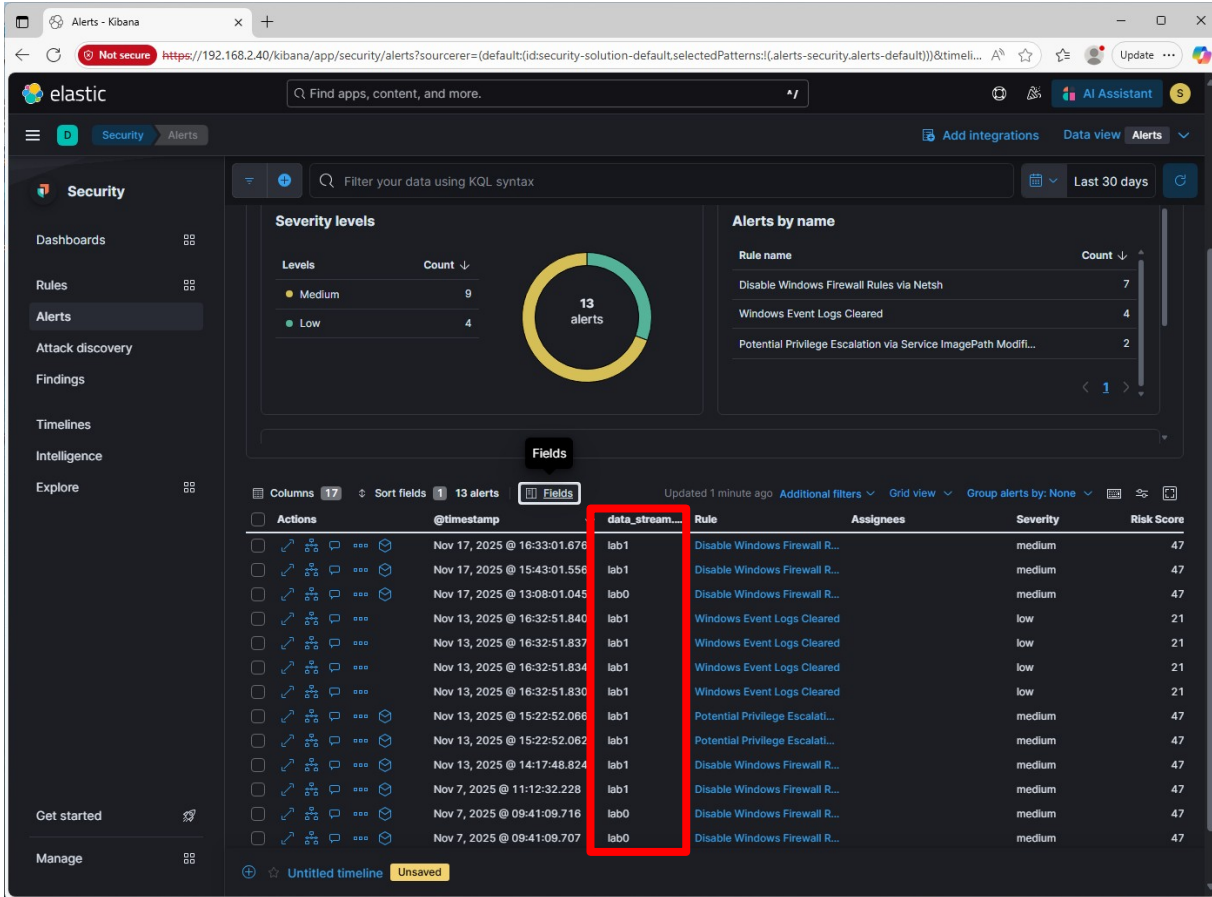 Alerts - Kibana
Not secure https://192.168.2.40/kibana/app/security/alerts?sourcerer=(default:(id:security-solution-default,selectedPatterns:!(.alerts-security.alerts-default)))&timeli... Update
elastic Find apps, content, and more. ^/ AI Assistant S
D Security Alerts Add integrations Data view Alerts
Security
Dashboards
Rules
Alerts
Attack discovery
Findings
Timelines
Intelligence
Explore
Get started
Manage
Filter your data using KQL syntax Last 30 days
Severity levels
Levels Count
Medium 9
Low 4
13
alerts
Alerts by name
Rule name Count
Disable Windows Firewall Rules via Netsh 7
Windows Event Logs Cleared 4
Potential Privilege Escalation via Service ImagePath Modifi... 2
1
Fields
Columns 17 Sort fields 1 13 alerts Fields Updated 1 minute ago Additional filters Grid view Group alerts by: None
Actions @timestamp data_stream.... Rule Assignees Severity Risk Score
Nov 17, 2025 @ 16:33:01.676 lab1 Disable Windows Firewall R... medium 47
Nov 17, 2025 @ 15:43:01.556 lab1 Disable Windows Firewall R... medium 47
Nov 17, 2025 @ 13:08:01.045 lab0 Disable Windows Firewall R... medium 47
Nov 13, 2025 @ 16:32:51.840 lab1 Windows Event Logs Cleared low 21
Nov 13, 2025 @ 16:32:51.837 lab1 Windows Event Logs Cleared low 21
Nov 13, 2025 @ 16:32:51.834 lab1 Windows Event Logs Cleared low 21
Nov 13, 2025 @ 16:32:51.830 lab1 Windows Event Logs Cleared low 21
Nov 13, 2025 @ 15:22:52.066 lab1 Potential Privilege Escalati... medium 47
Nov 13, 2025 @ 15:22:52.062 lab1 Potential Privilege Escalati... medium 47
Nov 13, 2025 @ 14:17:48.824 lab1 Disable Windows Firewall R... medium 47
Nov 7, 2025 @ 11:12:32.228 lab1 Disable Windows Firewall R... medium 47
Nov 7, 2025 @ 09:41:09.716 lab0 Disable Windows Firewall R... medium 47
Nov 7, 2025 @ 09:41:09.707 lab0 Disable Windows Firewall R... medium 47
Untitled timeline Unsaved